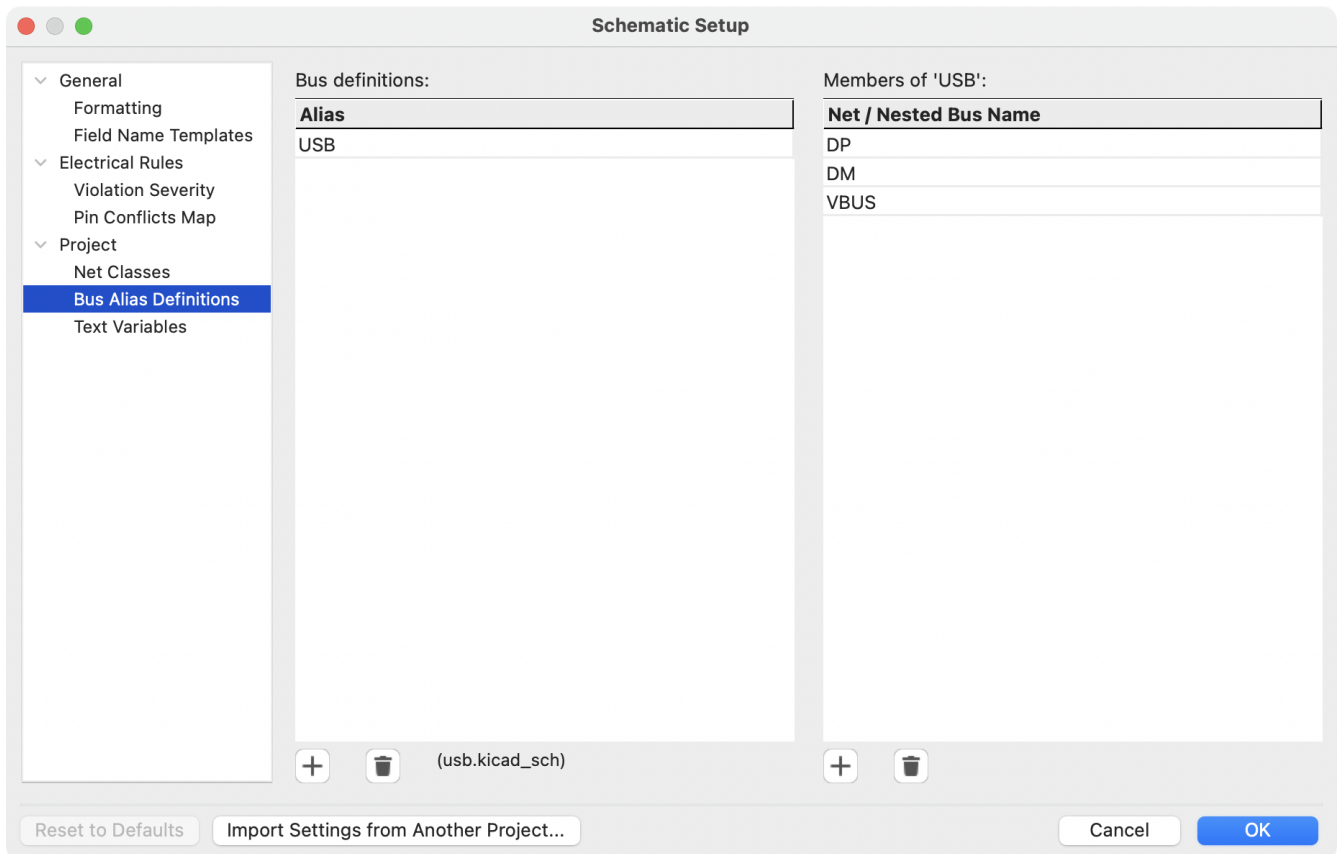 Schematic Setup
General
Formatting
Field Name Templates
Electrical Rules
Violation Severity
Pin Conflicts Map
Project
Net Classes
Bus Alias Definitions
Text Variables
Bus definitions:
Alias
USB
(usb.kicad_sch)
Members of 'USB':
Net / Nested Bus Name
DP
DM
VBUS
Reset to Defaults
Import Settings from Another Project...
Cancel
OK